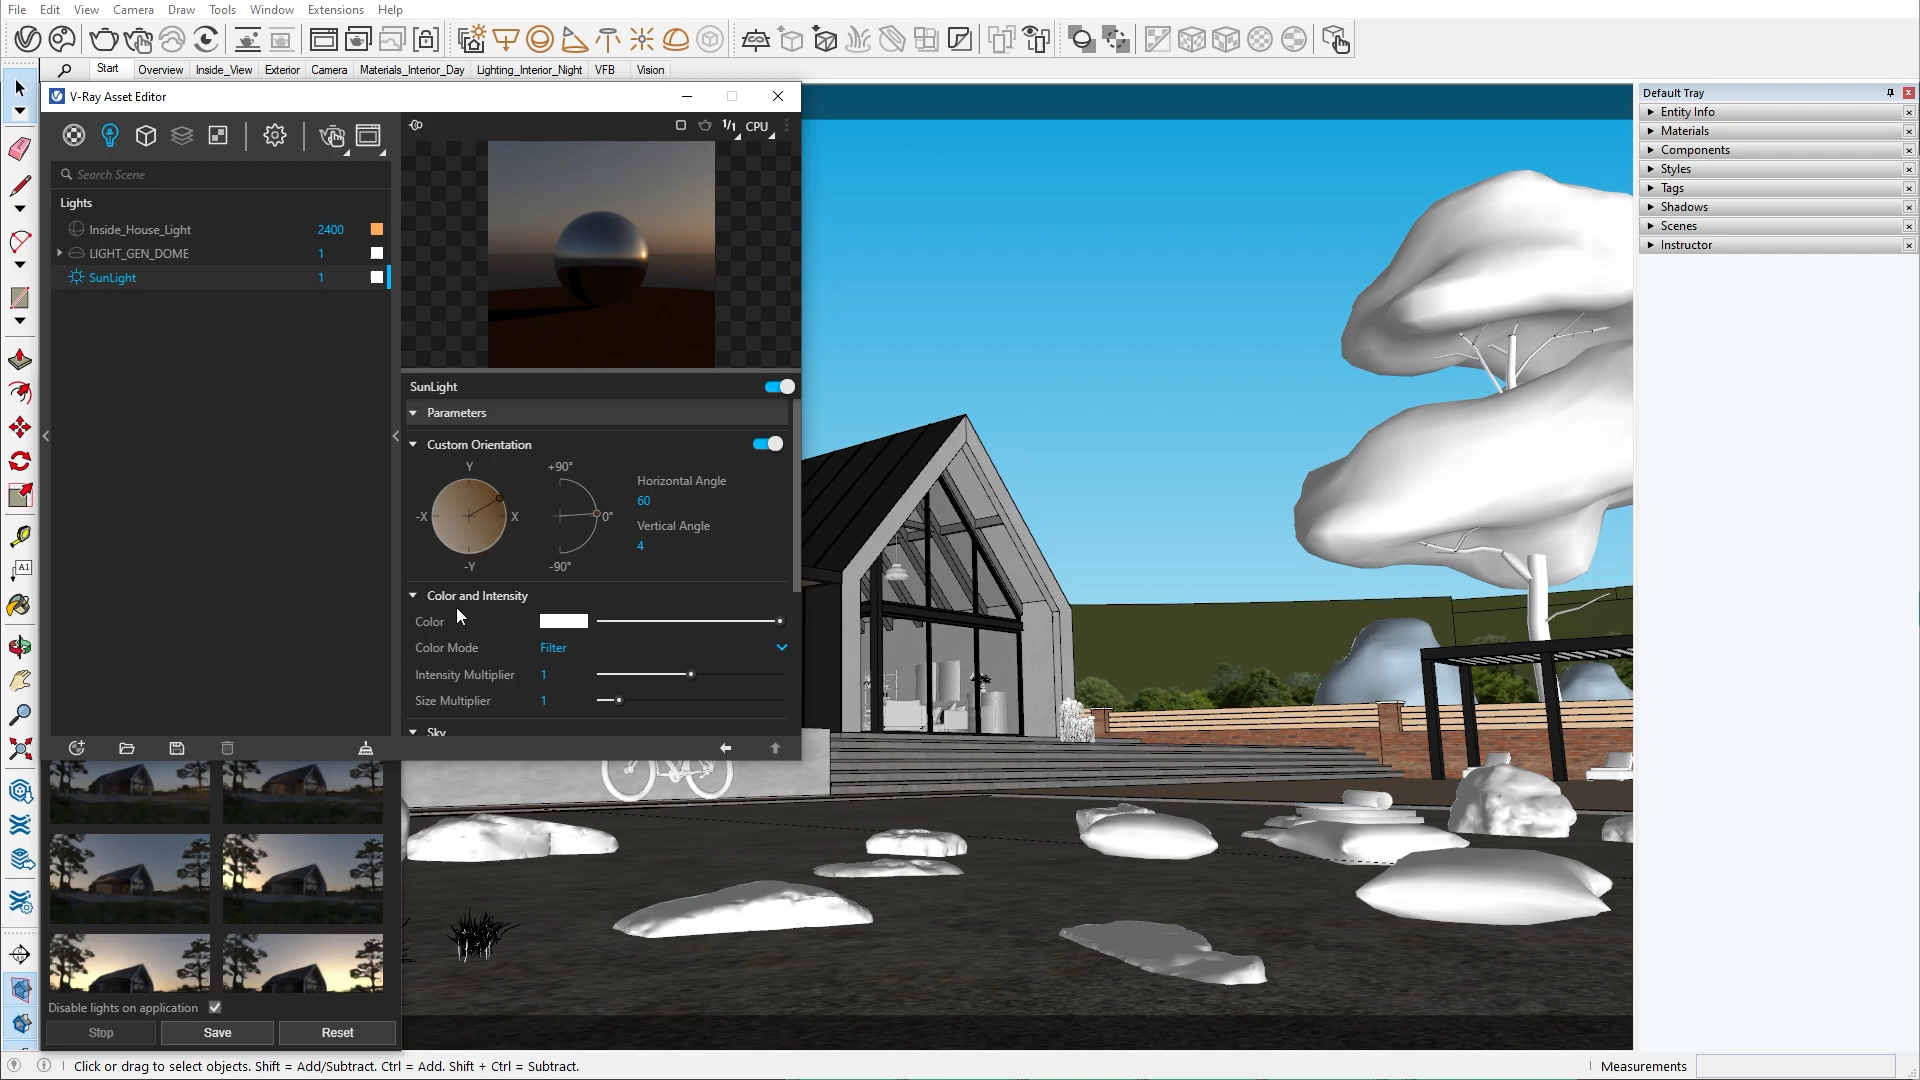 File Edit View Camera Draw Tools Window Extensions Help
Start Overview Inside_View Exterior Camera Materials_Interior_Day Lighting_Interior_Night VFB Vision
V-Ray Asset Editor
1/1 CPU
Search Scene
Lights
Inside_House_Light 2400
LIGHT_GEN_DOME 1
SunLight 1
SunLight
Parameters
Custom Orientation
Y +90°
Horizontal Angle
60
-X X 0°
Vertical Angle
4
-Y -90°
Color and Intensity
Color
Color Mode Filter
Intensity Multiplier 1
Size Multiplier 1
Sky
Disable lights on application
Stop Save Reset
Default Tray
Entity Info
Materials
Components
Styles
Tags
Shadows
Scenes
Instructor
A1
Click or drag to select objects. Shift = Add/Subtract. Ctrl = Add. Shift + Ctrl = Subtract.
Measurements